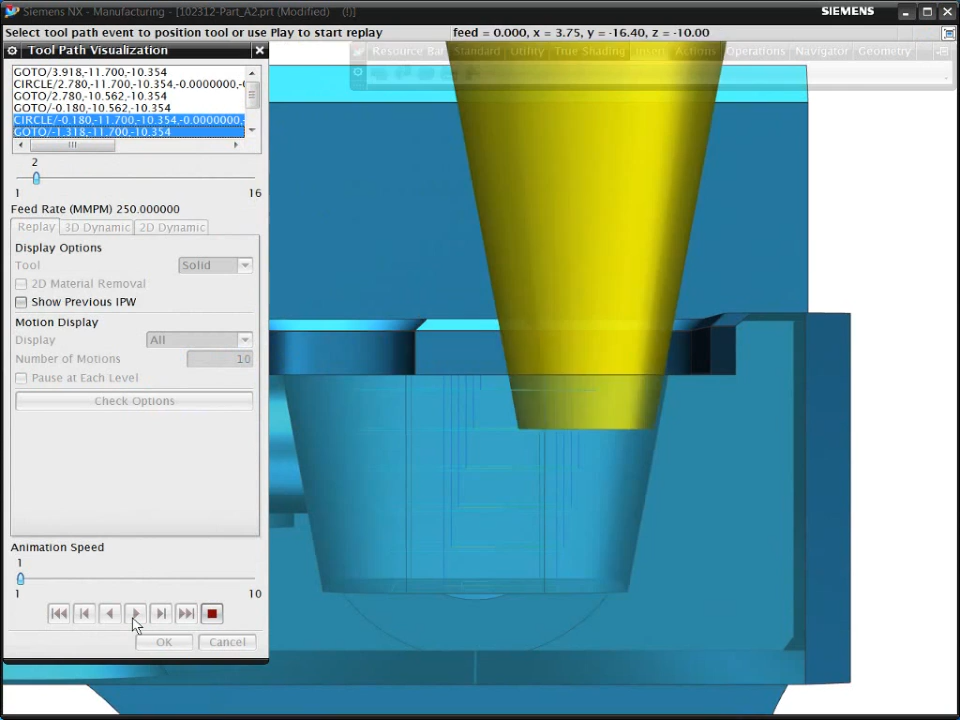 Siemens NX - Manufacturing - [102312-Part_A2.prt (Modified) (!)]
SIEMENS
Select tool path event to position tool or use Play to start replay
feed = 0.000, x = 3.75, y = -16.40, z = -10.00
Tool Path Visualization
Resource Bar Standard Utility True Shading Insert Actions Operations Navigator Geometry
GOTO/3.918,-11.700,-10.354
CIRCLE/2.780,-11.700,-10.354,-0.0000000,-
GOTO/2.780,-10.562,-10.354
GOTO/-0.180,-10.562,-10.354
CIRCLE/-0.180,-11.700,-10.354,-0.0000000,
GOTO/-1.318,-11.700,-10.354
2
1 16
Feed Rate (MMPM) 250.000000
Replay 3D Dynamic 2D Dynamic
Display Options
Tool Solid
2D Material Removal
Show Previous IPW
Motion Display
Display All
Number of Motions 10
Pause at Each Level
Check Options
Animation Speed
1
1 10
OK Cancel